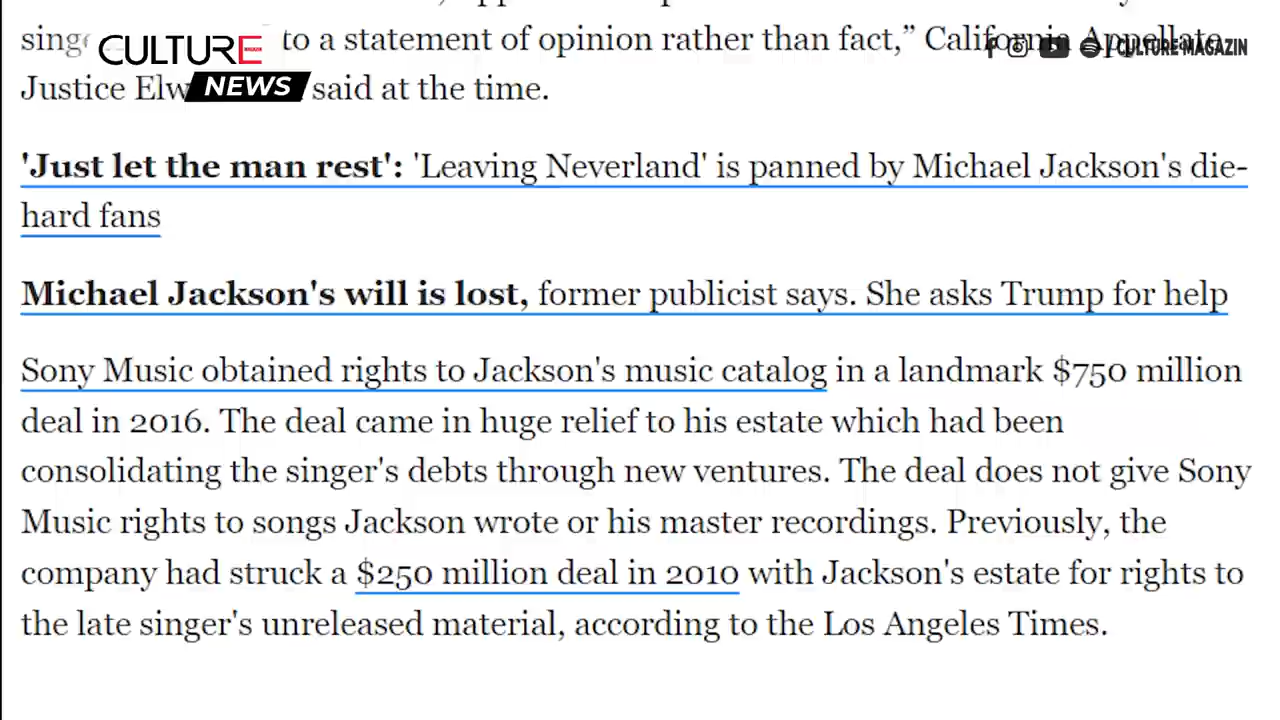 sing
to a statement of opinion rather than fact,” California Appellate
CULTURE
NEWS
CULTURE MAGAZIN
Justice Elw
said at the time.
'Just let the man rest': 'Leaving Neverland' is panned by Michael Jackson's die-
hard fans
Michael Jackson's will is lost, former publicist says. She asks Trump for help
Sony Music obtained rights to Jackson's music catalog in a landmark $750 million
deal in 2016. The deal came in huge relief to his estate which had been
consolidating the singer's debts through new ventures. The deal does not give Sony
Music rights to songs Jackson wrote or his master recordings. Previously, the
company had struck a $250 million deal in 2010 with Jackson's estate for rights to
the late singer's unreleased material, according to the Los Angeles Times.